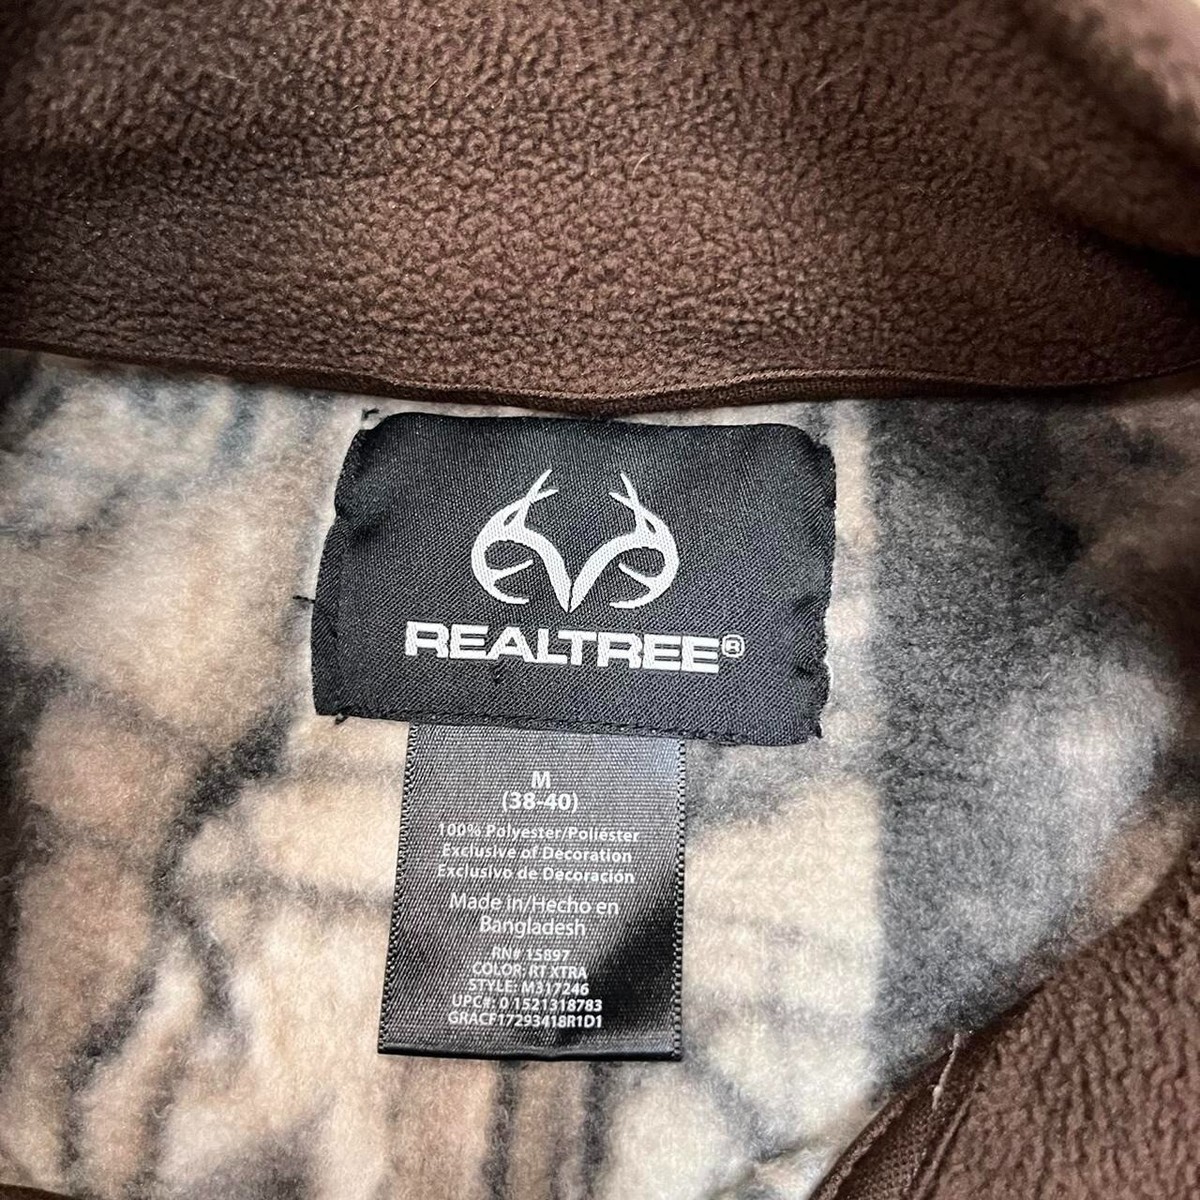 REALTREE®
M
(38-40)
100% Polyester/Poliéster
Exclusive of Decoration
Exclusivo de Decoración
Made in/Hecho en
Bangladesh
RN# 15897
COLOR: RT XTRA
STYLE: M317246
UPC#: 0 1521318783
GRACF17293418R1D1